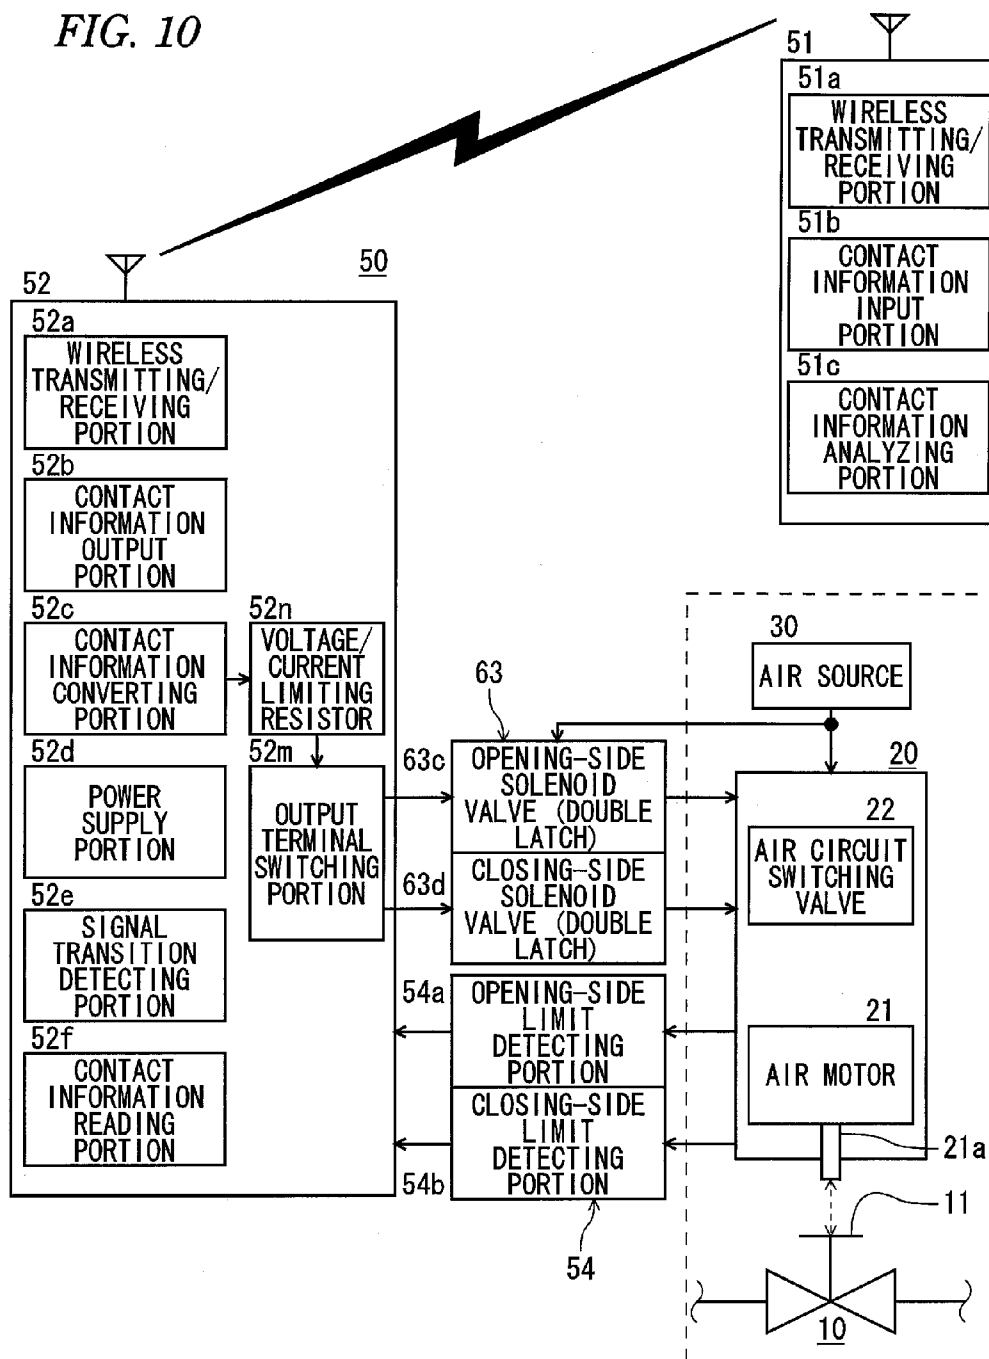 FIG. 10
51
51a
WIRELESS
TRANSMITTING/
RECEIVING
PORTION
51b
CONTACT
INFORMATION
INPUT
PORTION
51c
CONTACT
INFORMATION
ANALYZING
PORTION
50
52
52a
WIRELESS
TRANSMITTING/
RECEIVING
PORTION
52b
CONTACT
INFORMATION
OUTPUT
PORTION
52c
CONTACT
INFORMATION
CONVERTING
PORTION
52n
VOLTAGE/
CURRENT
LIMITING
RESISTOR
52d
POWER
SUPPLY
PORTION
52m
OUTPUT
TERMINAL
SWITCHING
PORTION
52e
SIGNAL
TRANSITION
DETECTING
PORTION
52f
CONTACT
INFORMATION
READING
PORTION
63
63c
OPENING-SIDE
SOLENOID
VALVE (DOUBLE
LATCH)
63d
CLOSING-SIDE
SOLENOID
VALVE (DOUBLE
LATCH)
54a
OPENING-SIDE
LIMIT
DETECTING
PORTION
54b
CLOSING-SIDE
LIMIT
DETECTING
PORTION
54
30
AIR SOURCE
20
22
AIR CIRCUIT
SWITCHING
VALVE
21
AIR MOTOR
21a
11
10